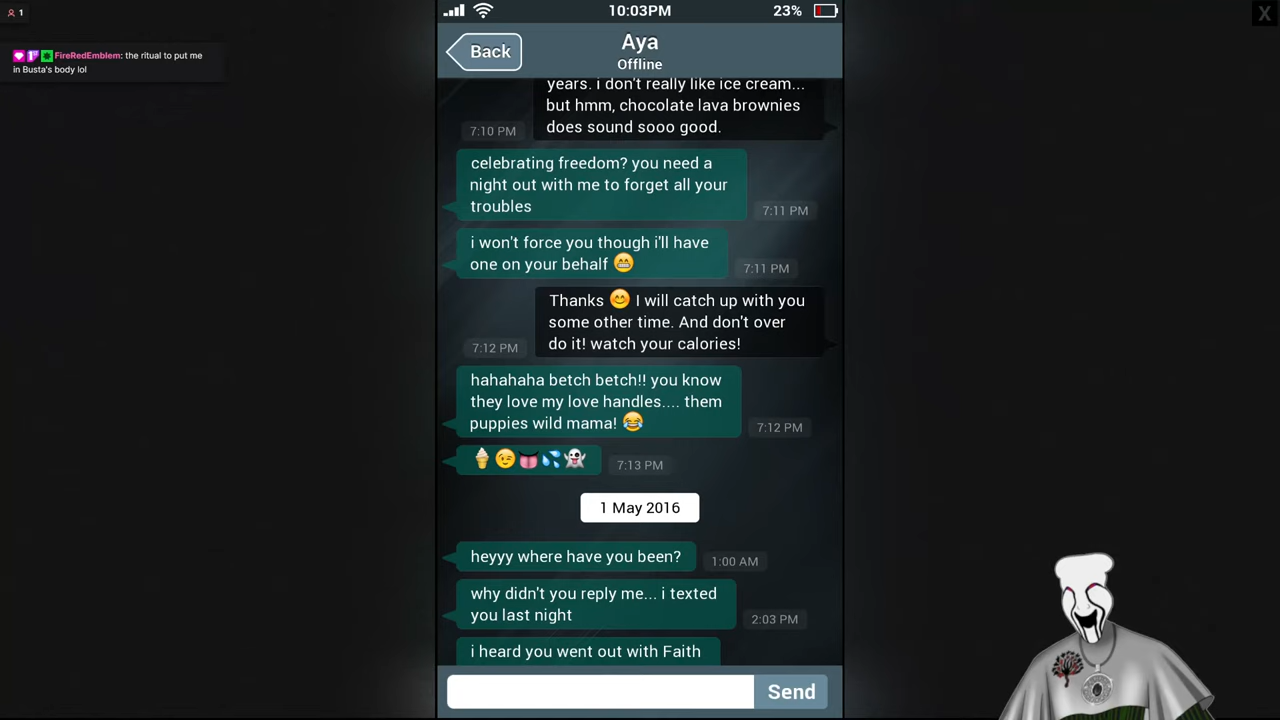 1
X
FireRedEmblem: the ritual to put me
in Busta's body lol
10:03PM
23%
Back
Aya
Offline
years. i don't really like ice cream...
but hmm, chocolate lava brownies
does sound sooo good.
7:10 PM
celebrating freedom? you need a
night out with me to forget all your
troubles
7:11 PM
i won't force you though i'll have
one on your behalf 😁
7:11 PM
Thanks 😊 I will catch up with you
some other time. And don't over
do it! watch your calories!
7:12 PM
hahahaha betch betch!! you know
they love my love handles.... them
puppies wild mama! 😂
7:12 PM
🍦😉👅💦👻
7:13 PM
1 May 2016
heyyy where have you been?
1:00 AM
why didn't you reply me... i texted
you last night
2:03 PM
i heard you went out with Faith
Send